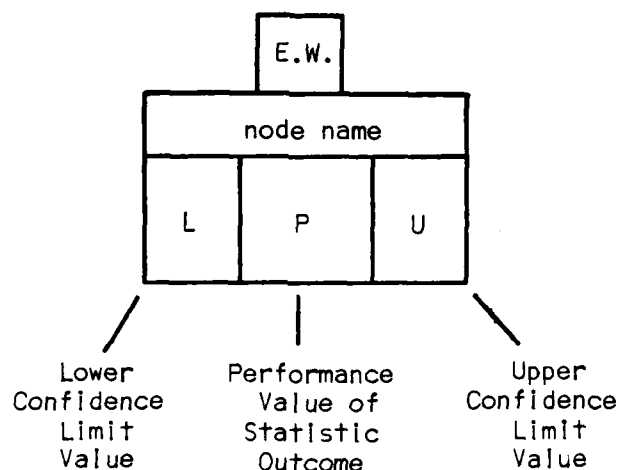 E.W.
node name
L P U
Lower Performance Upper
Confidence Value of Confidence
Limit Statistic Limit
Value Outcome Value